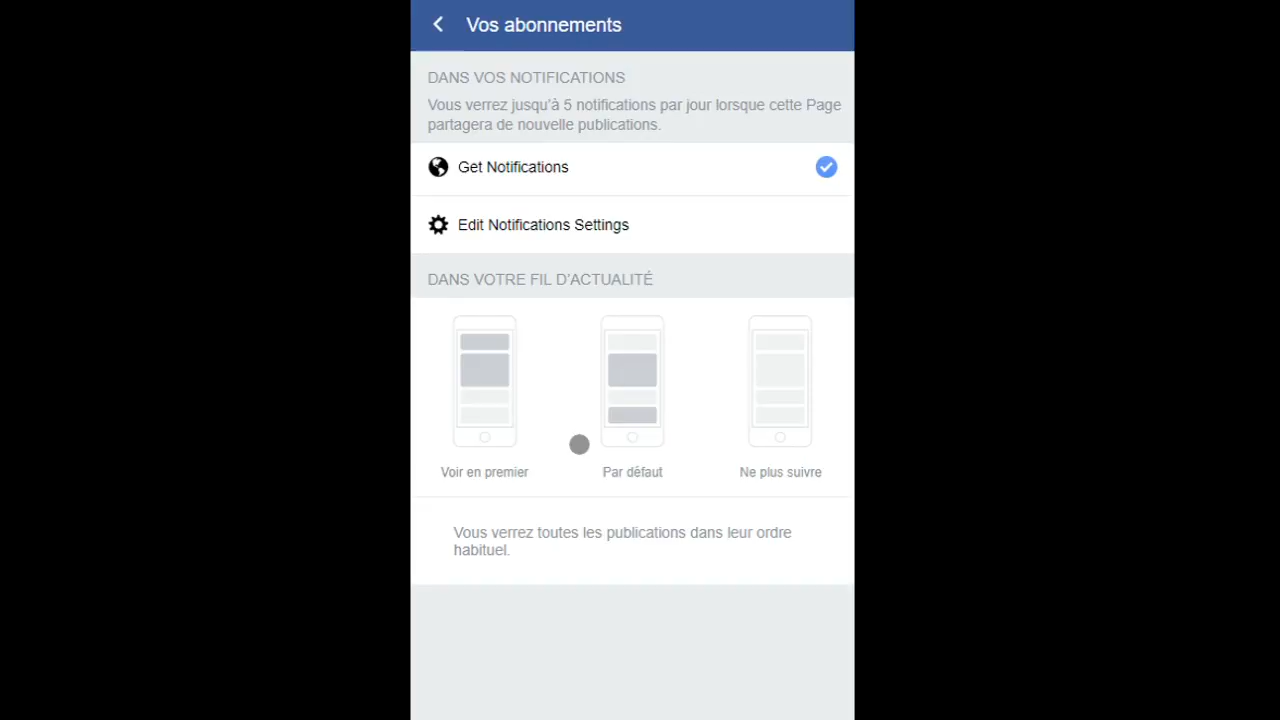 Vos abonnements
DANS VOS NOTIFICATIONS
Vous verrez jusqu'à 5 notifications par jour lorsque cette Page
partagera de nouvelle publications.
Get Notifications
Edit Notifications Settings
DANS VOTRE FIL D'ACTUALITÉ
Voir en premier
Par défaut
Ne plus suivre
Vous verrez toutes les publications dans leur ordre
habituel.